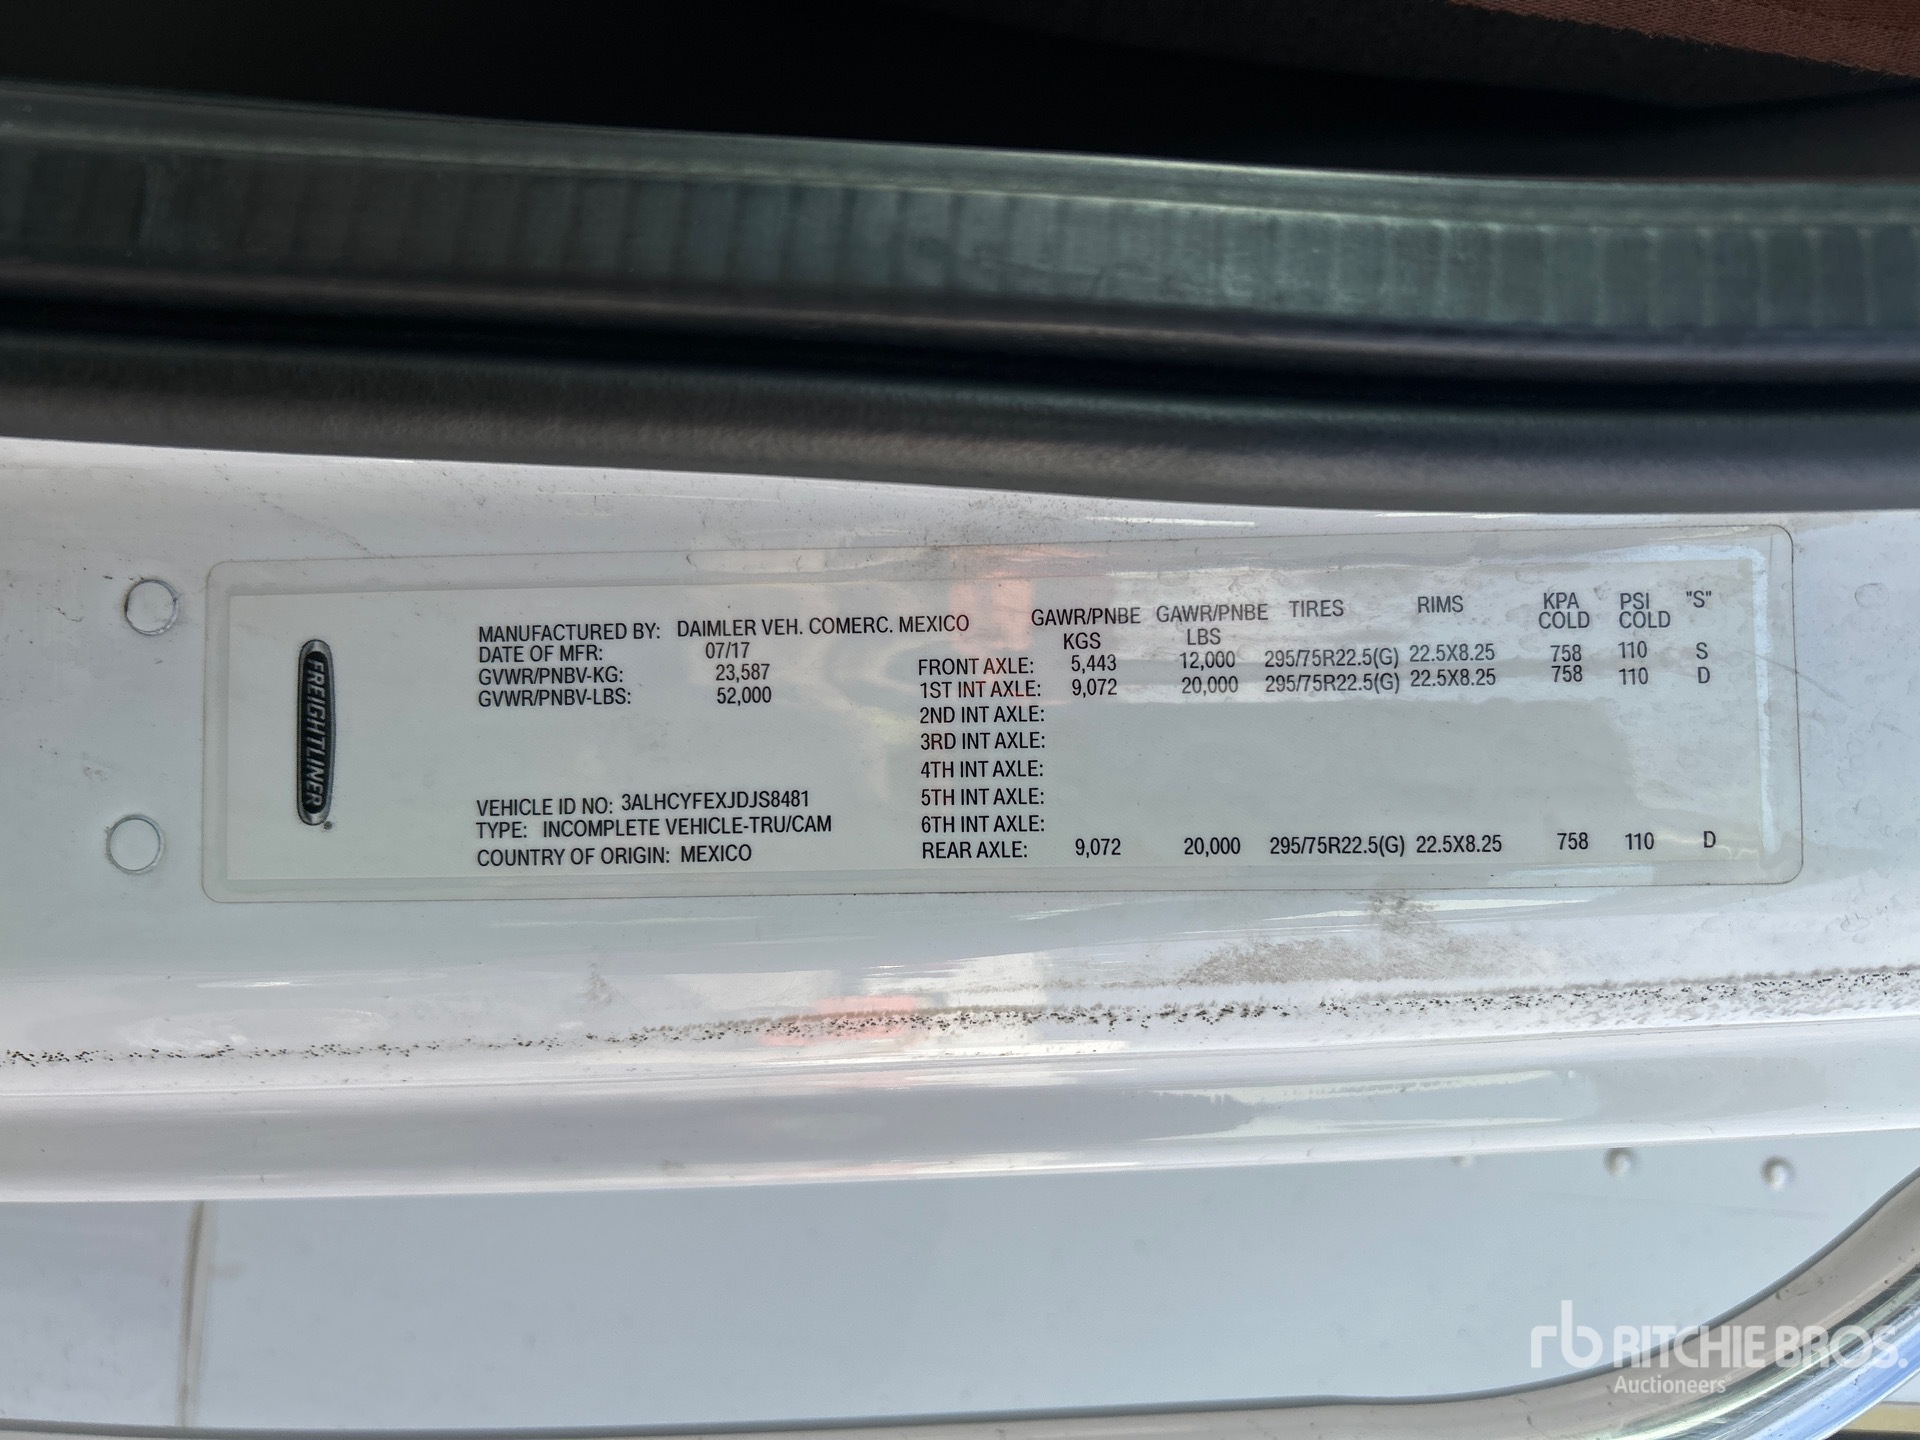 FREIGHTLINER
MANUFACTURED BY: DAIMLER VEH. COMERC. MEXICO
DATE OF MFR: 07/17
GVWR/PNBV-KG: 23,587
GVWR/PNBV-LBS: 52,000
VEHICLE ID NO: 3ALHCYFEXJDJS8481
TYPE: INCOMPLETE VEHICLE-TRU/CAM
COUNTRY OF ORIGIN: MEXICO
GAWR/PNBE KGS GAWR/PNBE LBS TIRES RIMS KPA COLD PSI COLD "S"
FRONT AXLE: 5,443 12,000 295/75R22.5(G) 22.5X8.25 758 110 S
1ST INT AXLE: 9,072 20,000 295/75R22.5(G) 22.5X8.25 758 110 D
2ND INT AXLE:
3RD INT AXLE:
4TH INT AXLE:
5TH INT AXLE:
6TH INT AXLE:
REAR AXLE: 9,072 20,000 295/75R22.5(G) 22.5X8.25 758 110 D
rb RITCHIE BROS.
Auctioneers